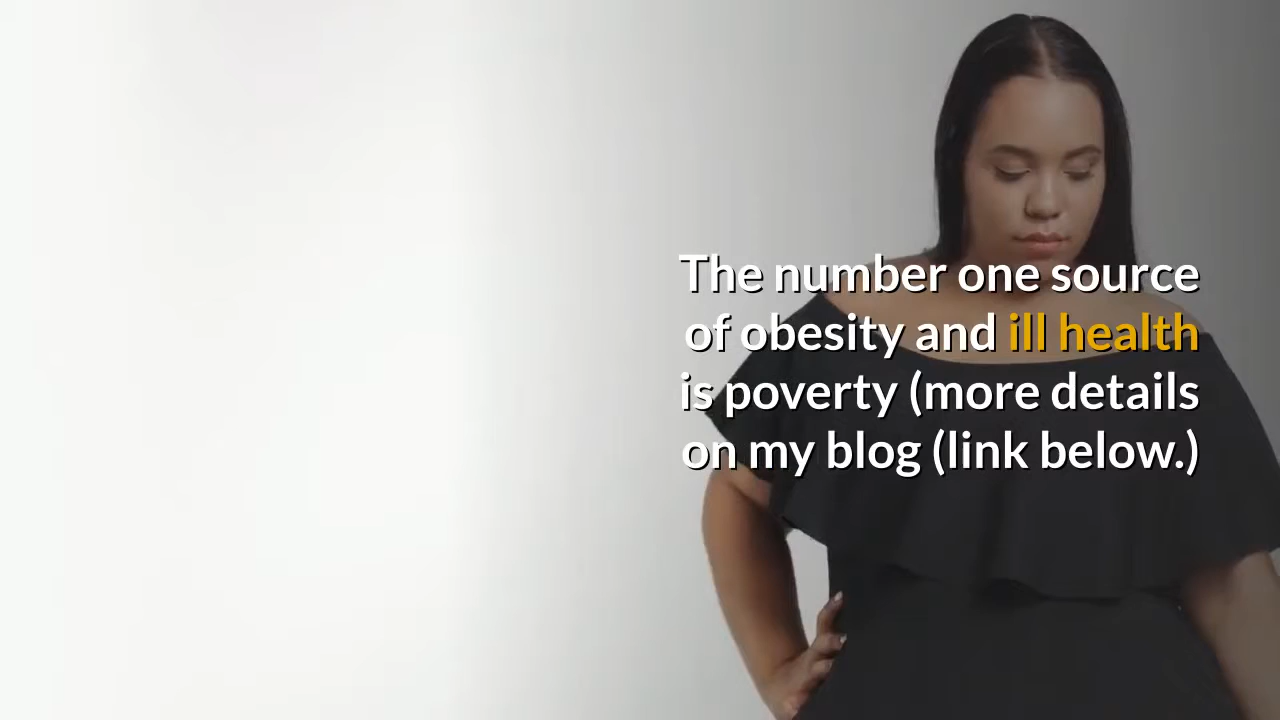 The number one source
of obesity and ill health
is poverty (more details
on my blog (link below.)